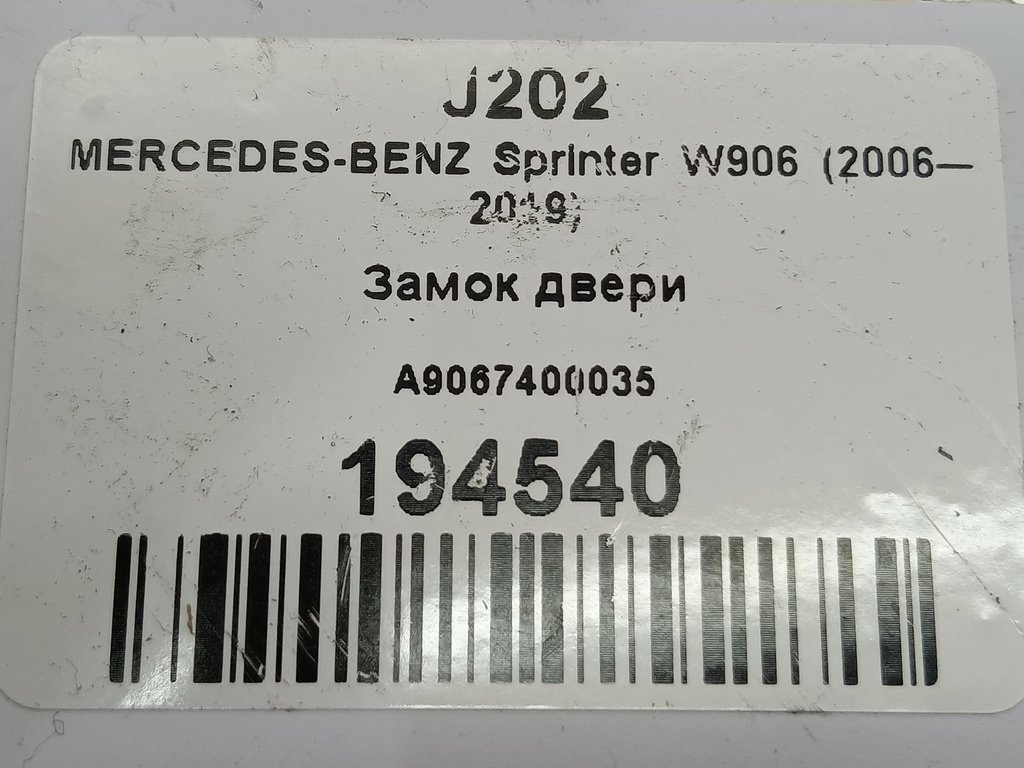 J202
MERCEDES-BENZ Sprinter W906 (2006—
2019)
Замок двери
A9067400035
194540